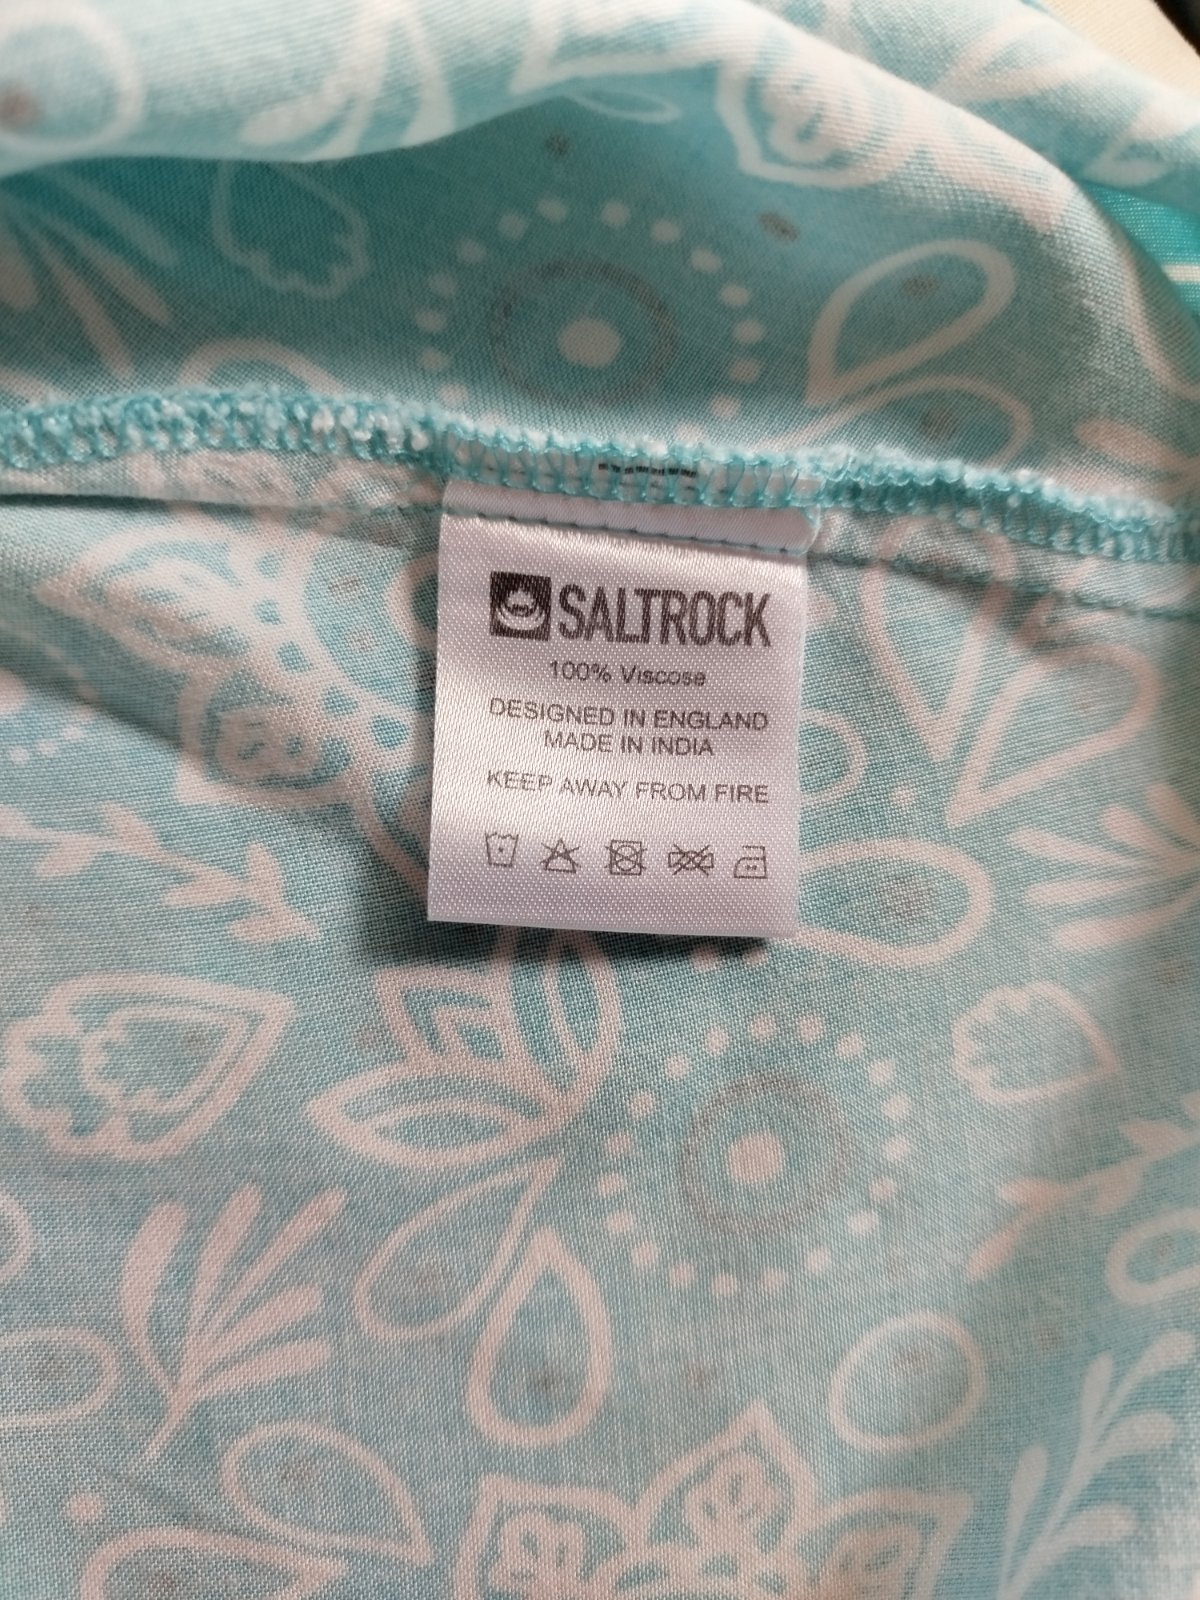 SALTROCK
100% Viscose
DESIGNED IN ENGLAND
MADE IN INDIA
KEEP AWAY FROM FIRE